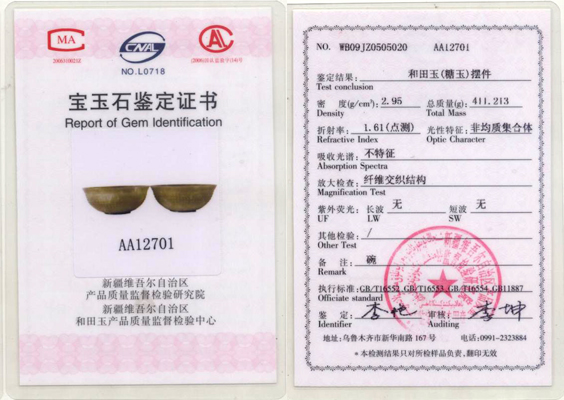 MA
2008310021Z
CNAL
NO.L0718
宝玉石鉴定证书
Report of Gem Identification
AA12701
新疆维吾尔自治区
产品质量监督检验研究院
新疆维吾尔自治区
和田玉产品质量监督检验中心
NO. WB09JZ0505020 AA12701
鉴定结果: 和田玉(糖玉)摆件
Test conclusion
密 度(g/cm³): 2.95 总质量(g): 411.213
Density Total Mass
折射率: 1.61(点测) 光性特征: 非均质集合体
Refractive Index Optic Character
吸收光谱: 不特征
Absorption Spectra
放大检查: 纤维交织结构
Magnification Test
紫外荧光: 长波 无 短波 无
UF LW SW
其他检验: /
Other Test
备 注: 碗
Remark
执行标准: GB/T16552 GB/T16553 GB/T16554 GB11887
Officiate standard
鉴 定: 审核:
Identifier Auditing
地址:乌鲁木齐市新华南路 167 号 电话:0991-2323884
*本检测结果只对所检样品负责,翻印无效